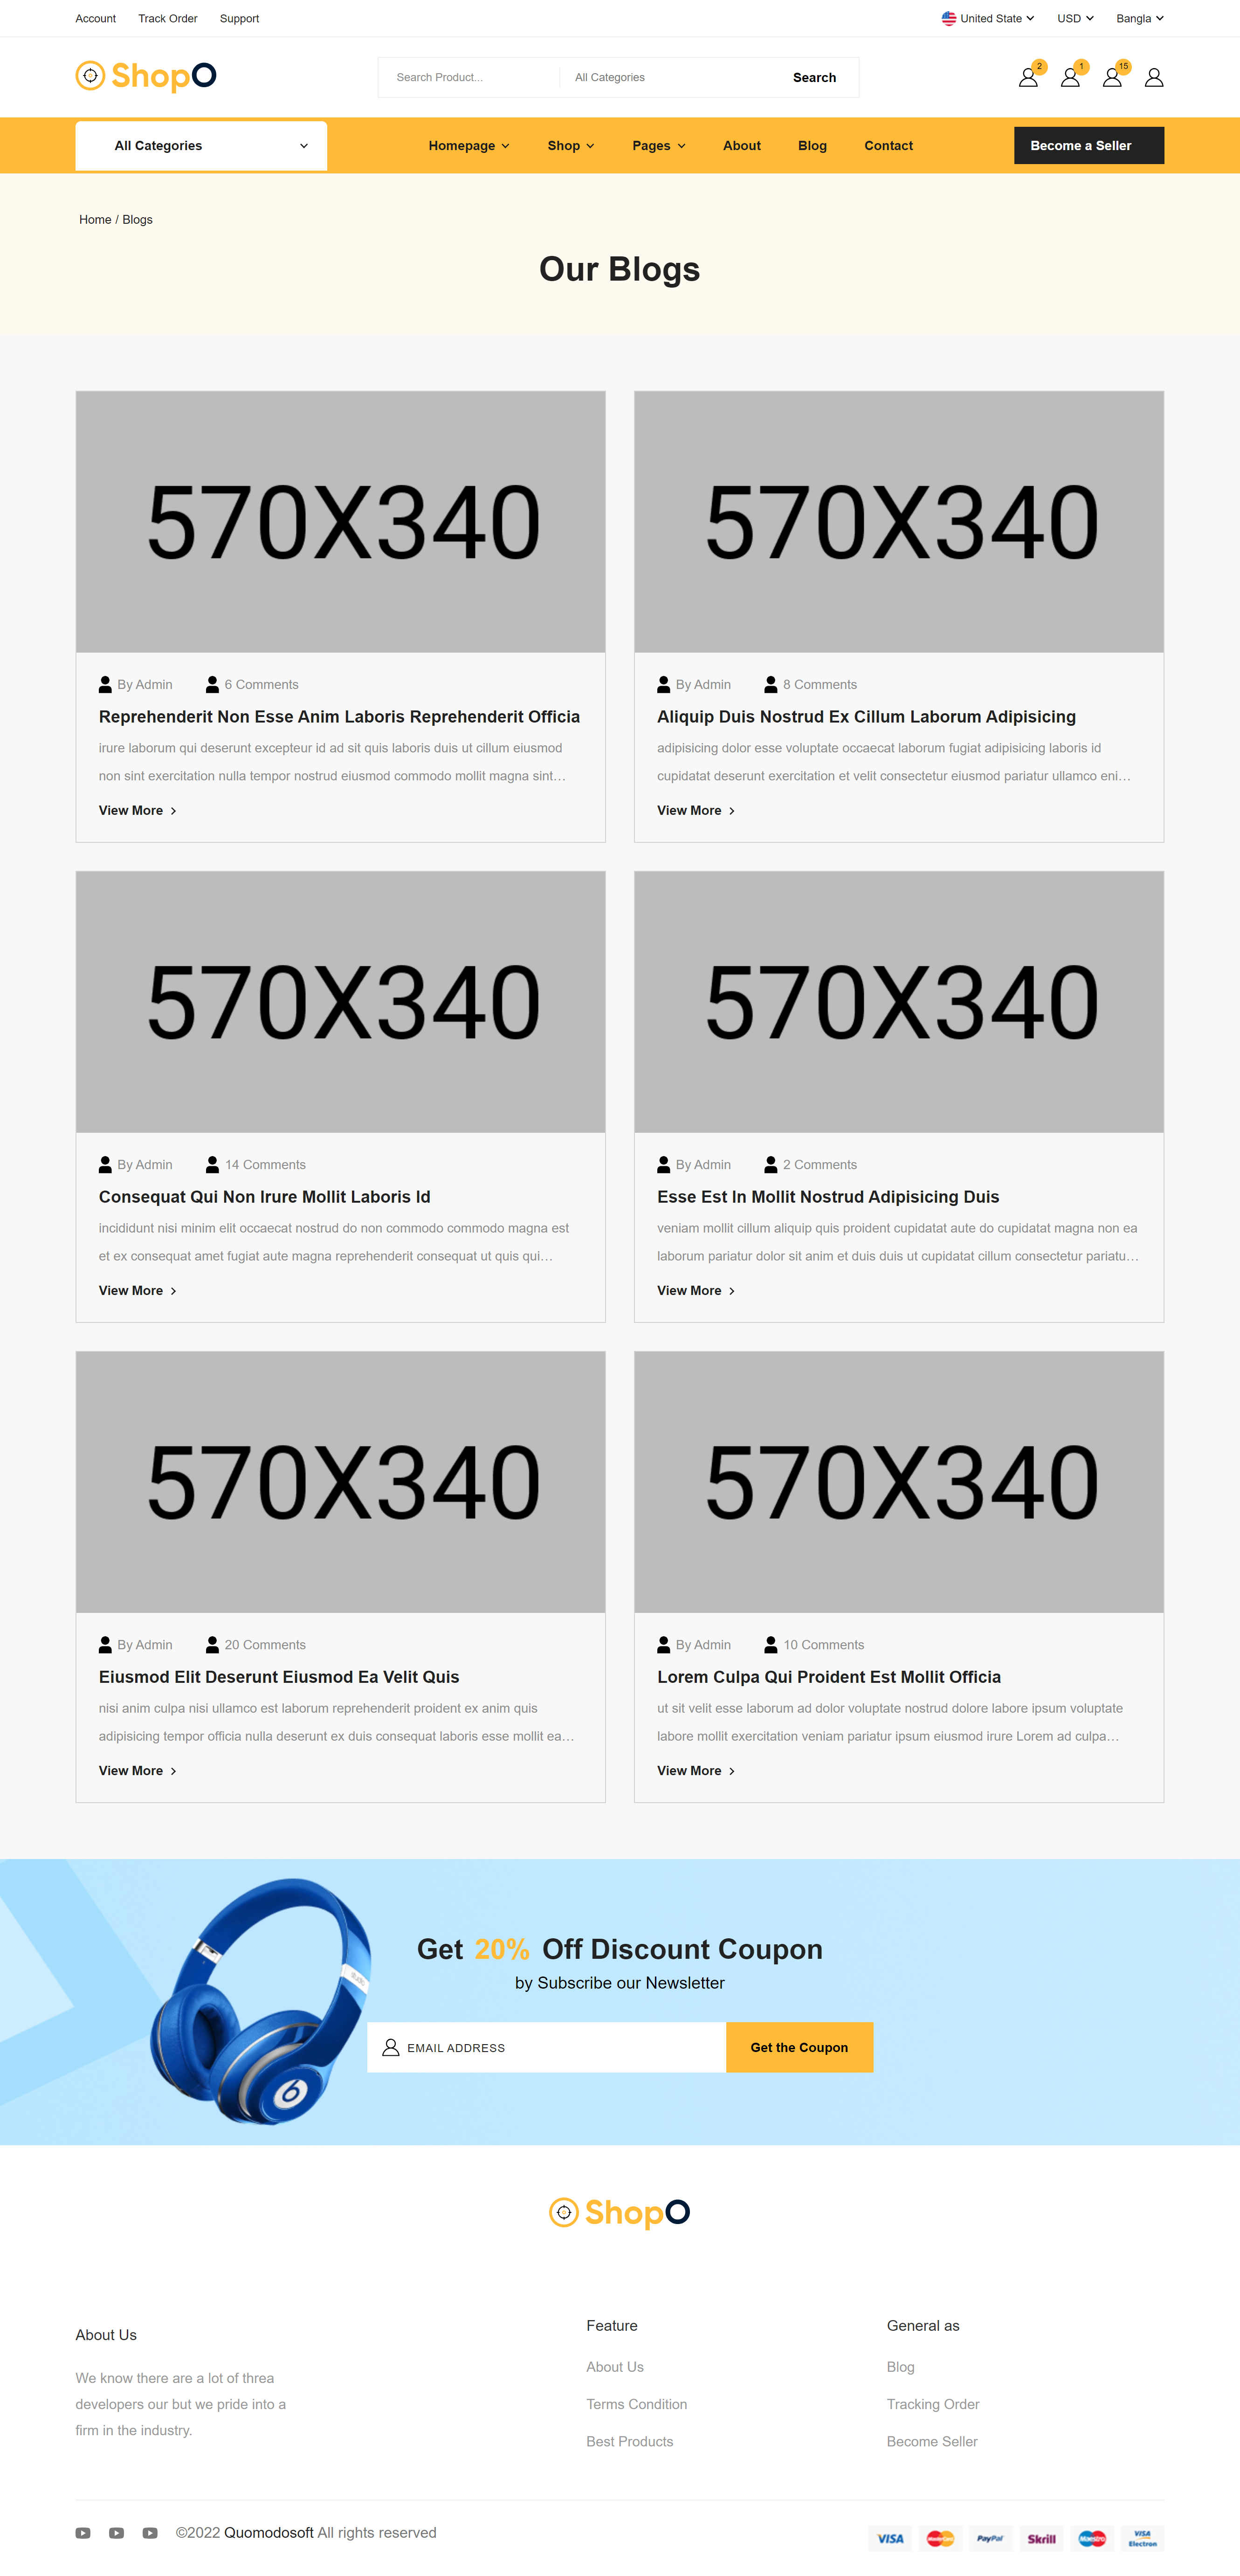 Account Track Order Support United State USD Bangla
ShopO Search Product... All Categories Search 2 1 15
All Categories Homepage Shop Pages About Blog Contact Become a Seller
Home / Blogs
Our Blogs
570X340 570X340
By Admin 6 Comments
Reprehenderit Non Esse Anim Laboris Reprehenderit Officia
irure laborum qui deserunt excepteur id ad sit quis laboris duis ut cillum eiusmod
non sint exercitation nulla tempor nostrud eiusmod commodo mollit magna sint…
View More
By Admin 8 Comments
Aliquip Duis Nostrud Ex Cillum Laborum Adipisicing
adipisicing dolor esse voluptate occaecat laborum fugiat adipisicing laboris id
cupidatat deserunt exercitation et velit consectetur eiusmod pariatur ullamco eni…
View More
570X340 570X340
By Admin 14 Comments
Consequat Qui Non Irure Mollit Laboris Id
incididunt nisi minim elit occaecat nostrud do non commodo commodo magna est
et ex consequat amet fugiat aute magna reprehenderit consequat ut quis qui…
View More
By Admin 2 Comments
Esse Est In Mollit Nostrud Adipisicing Duis
veniam mollit cillum aliquip quis proident cupidatat aute do cupidatat magna non ea
laborum pariatur dolor sit anim et duis duis ut cupidatat cillum consectetur pariatu…
View More
570X340 570X340
By Admin 20 Comments
Eiusmod Elit Deserunt Eiusmod Ea Velit Quis
nisi anim culpa nisi ullamco est laborum reprehenderit proident ex anim quis
adipisicing tempor officia nulla deserunt ex duis consequat laboris esse mollit ea…
View More
By Admin 10 Comments
Lorem Culpa Qui Proident Est Mollit Officia
ut sit velit esse laborum ad dolor voluptate nostrud dolore labore ipsum voluptate
labore mollit exercitation veniam pariatur ipsum eiusmod irure Lorem ad culpa…
View More
Get 20% Off Discount Coupon
by Subscribe our Newsletter
EMAIL ADDRESS Get the Coupon
ShopO
About Us
We know there are a lot of threa
developers our but we pride into a
firm in the industry.
Feature
About Us
Terms Condition
Best Products
General as
Blog
Tracking Order
Become Seller
©2022 Quomodosoft All rights reserved
VISA MasterCard PayPal Skrill Maestro VISA Electron